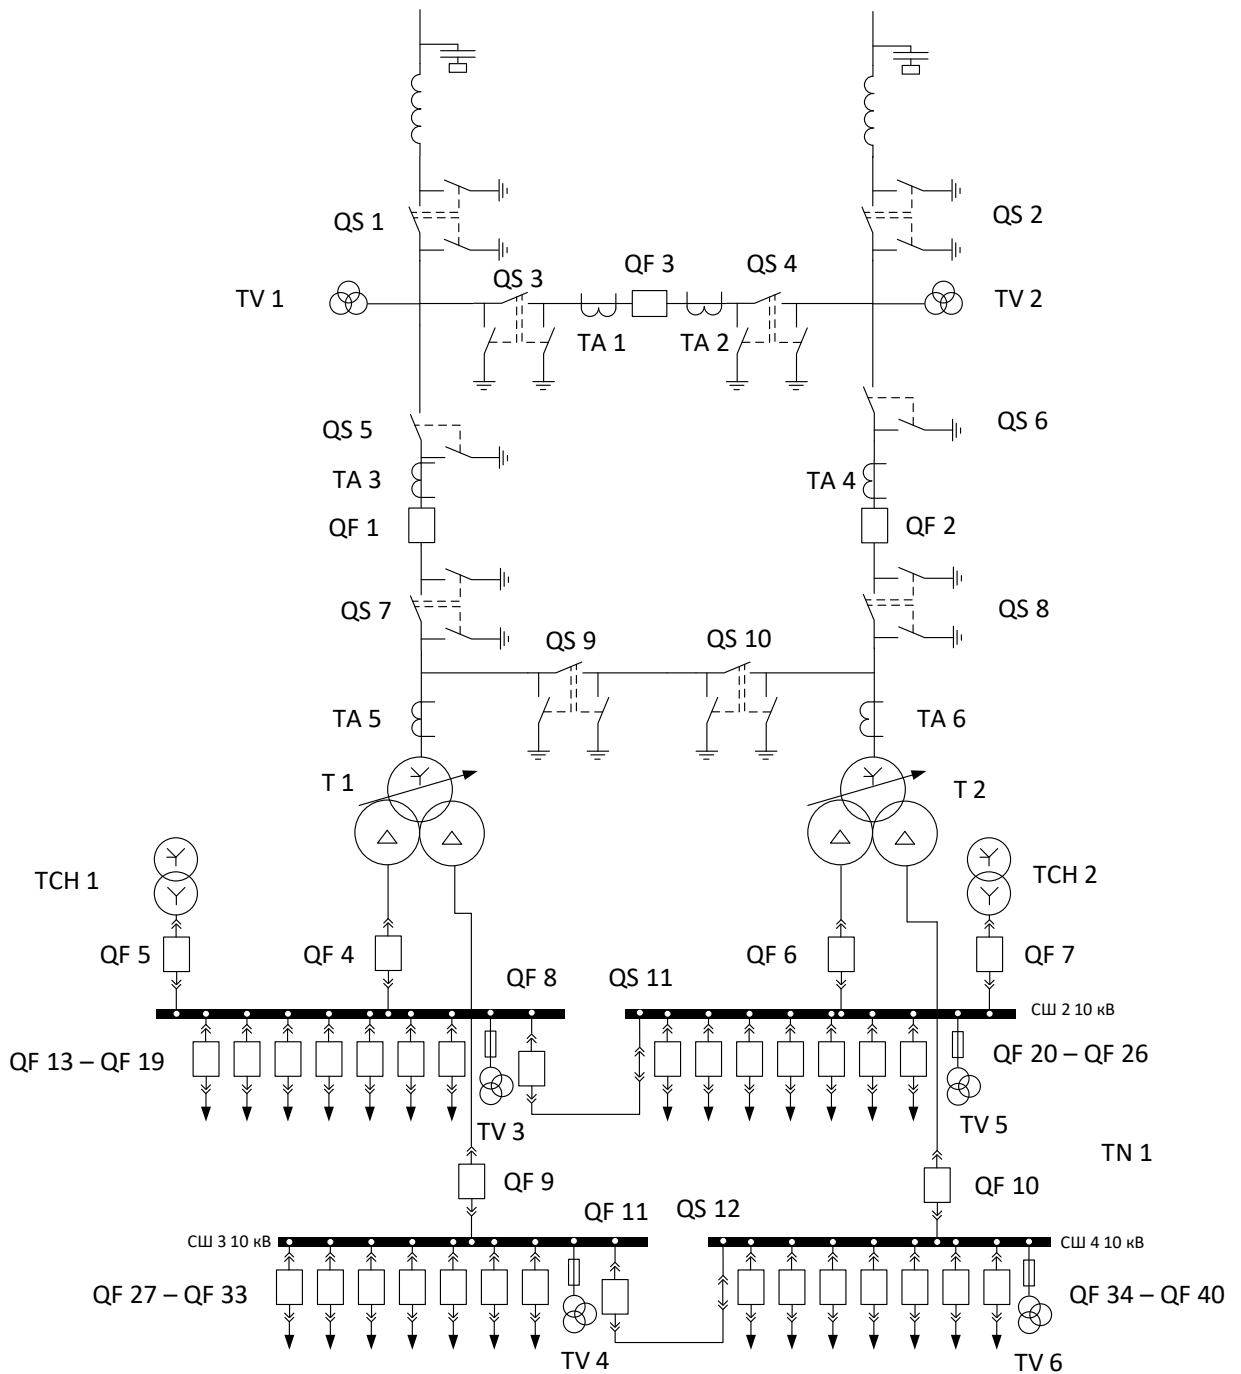 QS 1
QS 2
QS 3
QF 3
QS 4
TV 1
TV 2
TA 1
TA 2
QS 5
QS 6
TA 3
TA 4
QF 1
QF 2
QS 7
QS 8
QS 9
QS 10
TA 5
TA 6
T 1
T 2
ТСН 1
ТСН 2
QF 5
QF 4
QF 6
QF 7
QF 8
QS 11
СШ 2 10 кВ
QF 13 – QF 19
QF 20 – QF 26
TV 3
TV 5
TN 1
QF 9
QF 10
QF 11
QS 12
СШ 3 10 кВ
СШ 4 10 кВ
QF 27 – QF 33
QF 34 – QF 40
TV 4
TV 6